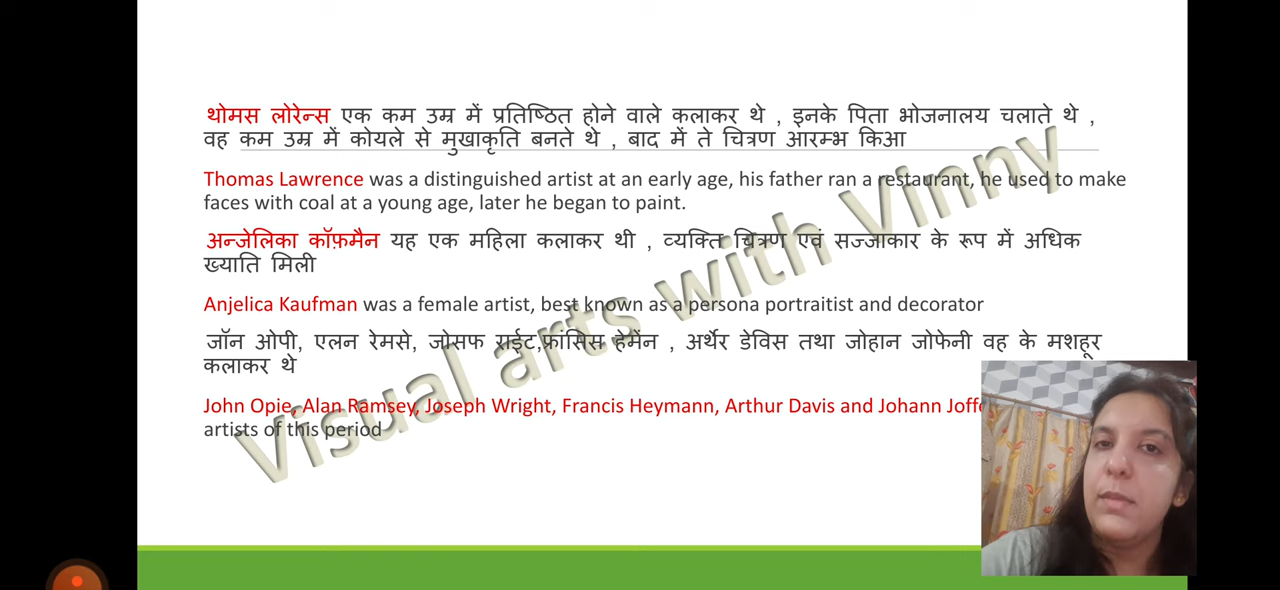 थोमस लोरेन्स एक कम उम्र में प्रतिष्ठित होने वाले कलाकर थे , इनके पिता भोजनालय चलाते थे ,
वह कम उम्र में कोयले से मुखाकृति बनते थे , बाद में ते चित्रण आरम्भ किआ
Thomas Lawrence was a distinguished artist at an early age, his father ran a restaurant, he used to make
faces with coal at a young age, later he began to paint.
अन्जेलिका कॉफ़मैन यह एक महिला कलाकर थी , व्यक्ति चित्रण एवं सज्जाकार के रूप में अधिक
ख्याति मिली
Anjelica Kaufman was a female artist, best known as a persona portraitist and decorator
जॉन ओपी, एलन रेमसे, जोसफ राईट,फ्रांसिस हेमेंन , अर्थेर डेविस तथा जोहान जोफेनी वह के मशहूर
कलाकर थे
John Opie, Alan Ramsey, Joseph Wright, Francis Heymann, Arthur Davis and Johann
artists of this period
Visual arts with Vinny